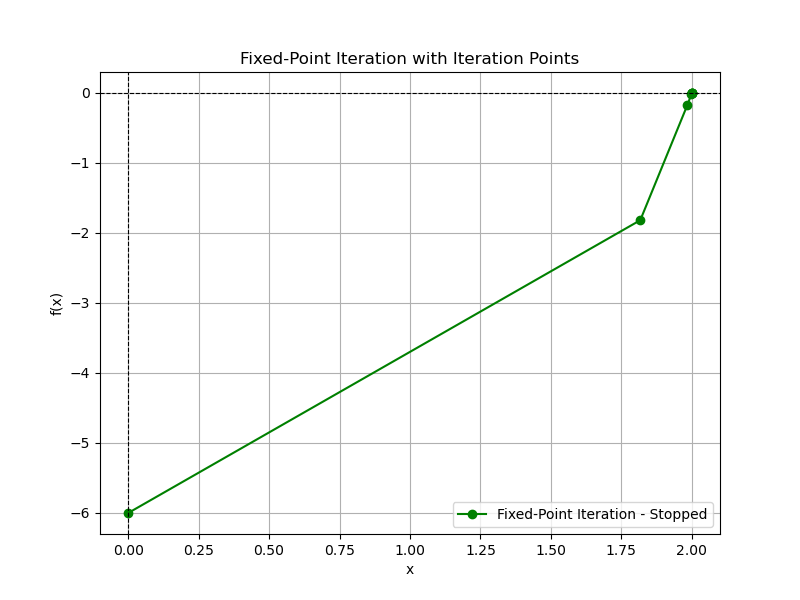 Fixed-Point Iteration with Iteration Points
0
−1
−2
−3
−4
−5
−6
f(x)
Fixed-Point Iteration - Stopped
0.00 0.25 0.50 0.75 1.00 1.25 1.50 1.75 2.00
x